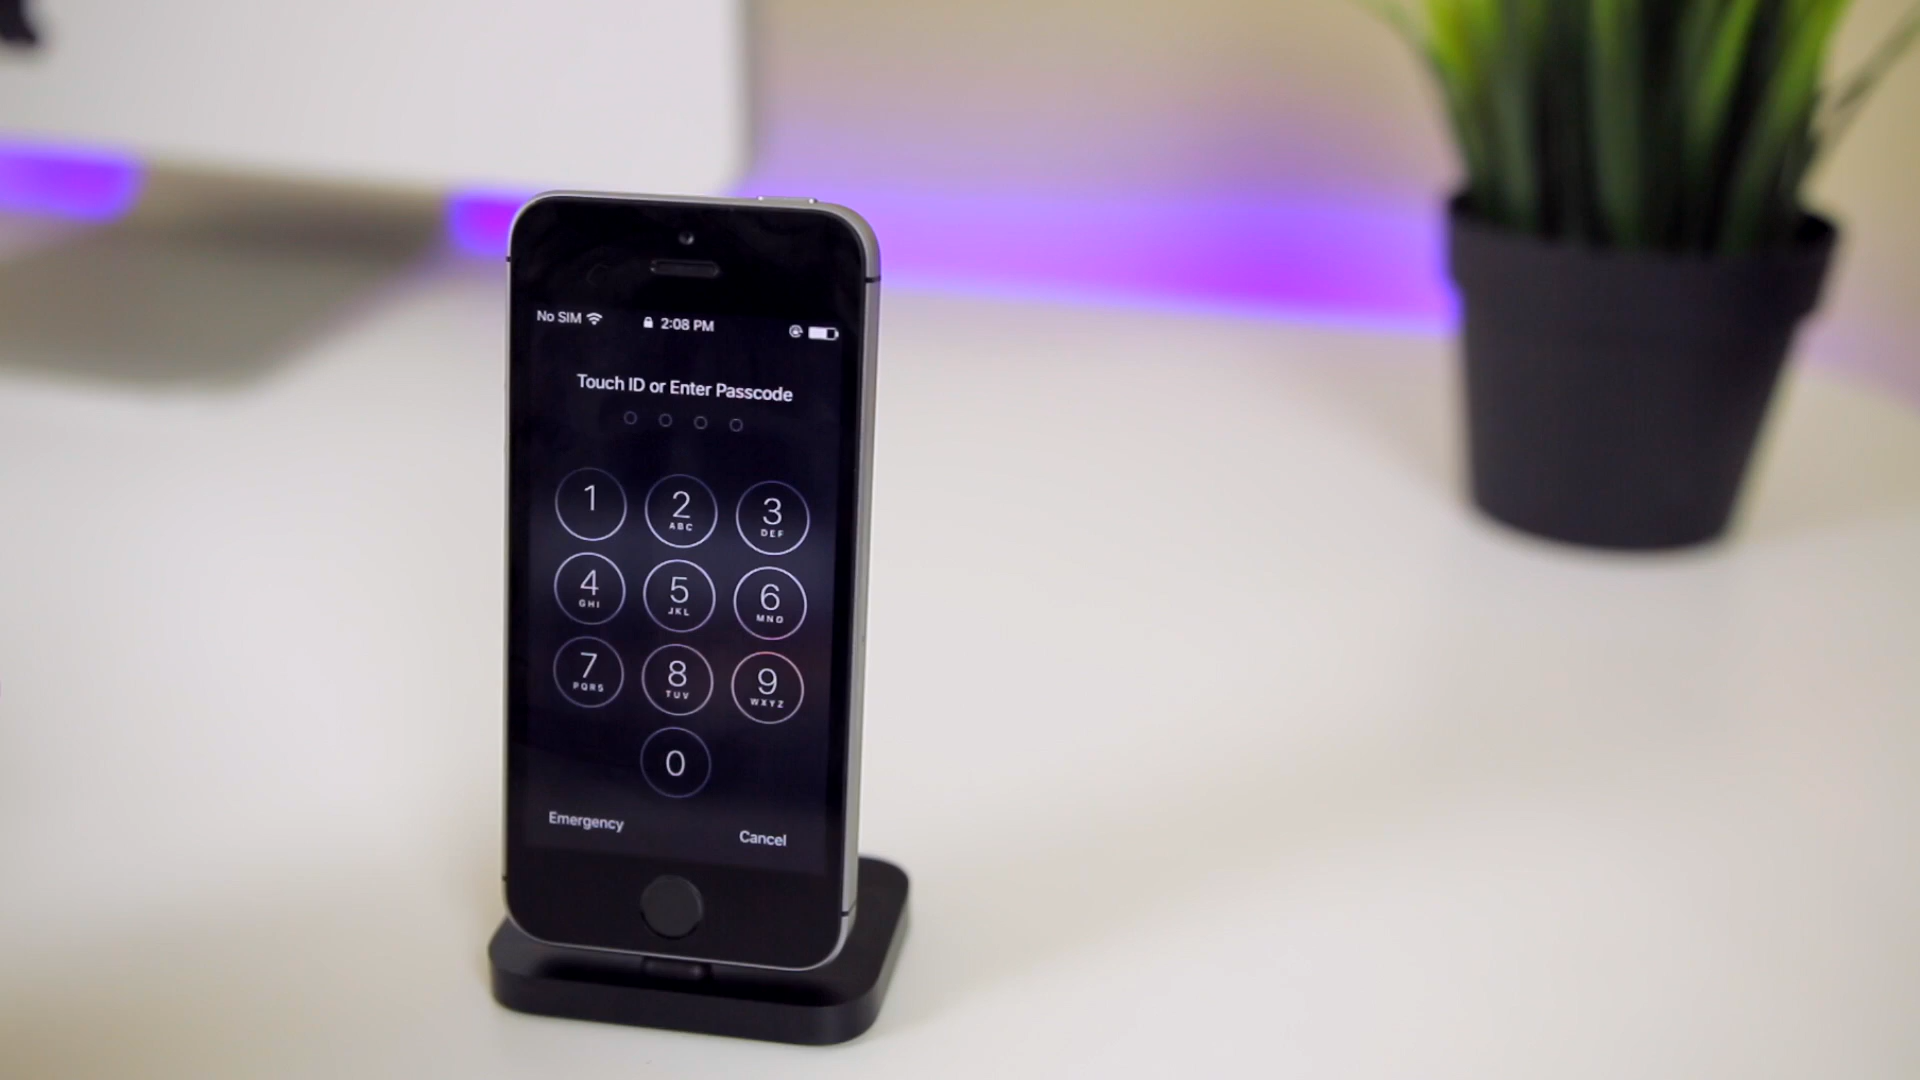 No SIM 2:08 PM
Touch ID or Enter Passcode
1 2 3
ABC DEF
4 5 6
GHI JKL MNO
7 8 9
PQRS TUV WXYZ
0
Emergency Cancel